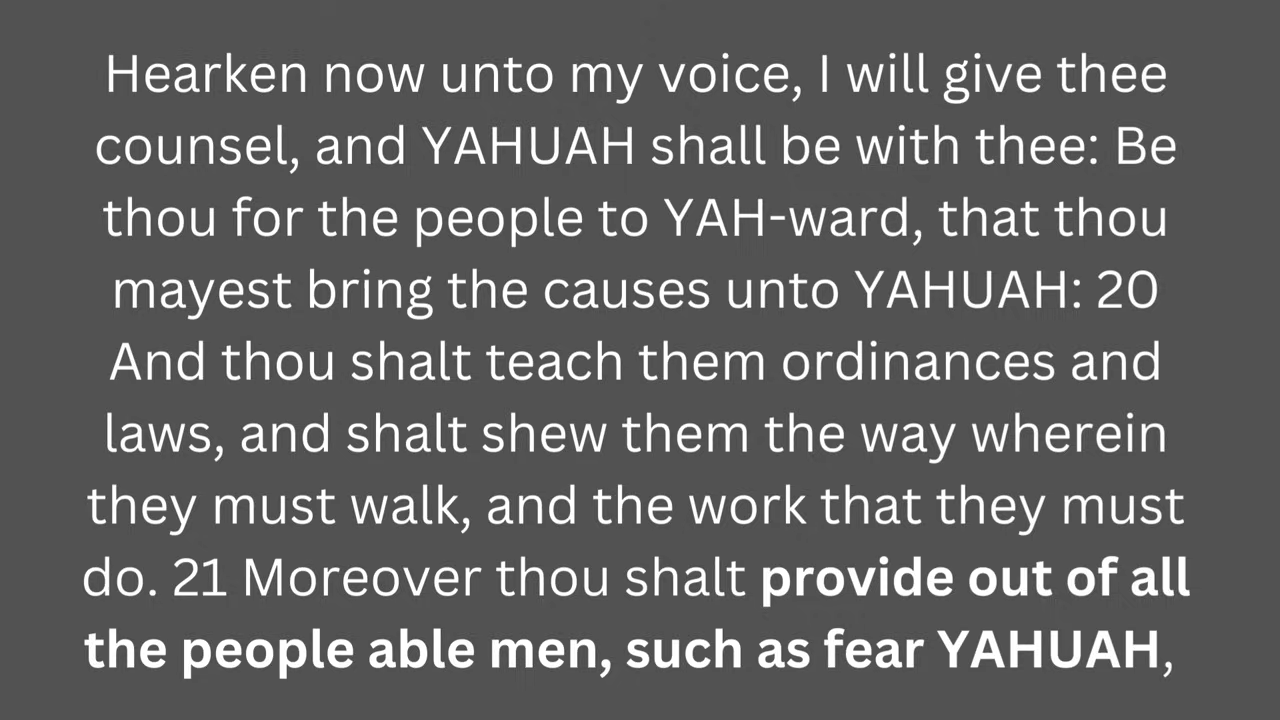 Hearken now unto my voice, I will give thee
counsel, and YAHUAH shall be with thee: Be
thou for the people to YAH-ward, that thou
mayest bring the causes unto YAHUAH: 20
And thou shalt teach them ordinances and
laws, and shalt shew them the way wherein
they must walk, and the work that they must
do. 21 Moreover thou shalt provide out of all
the people able men, such as fear YAHUAH,